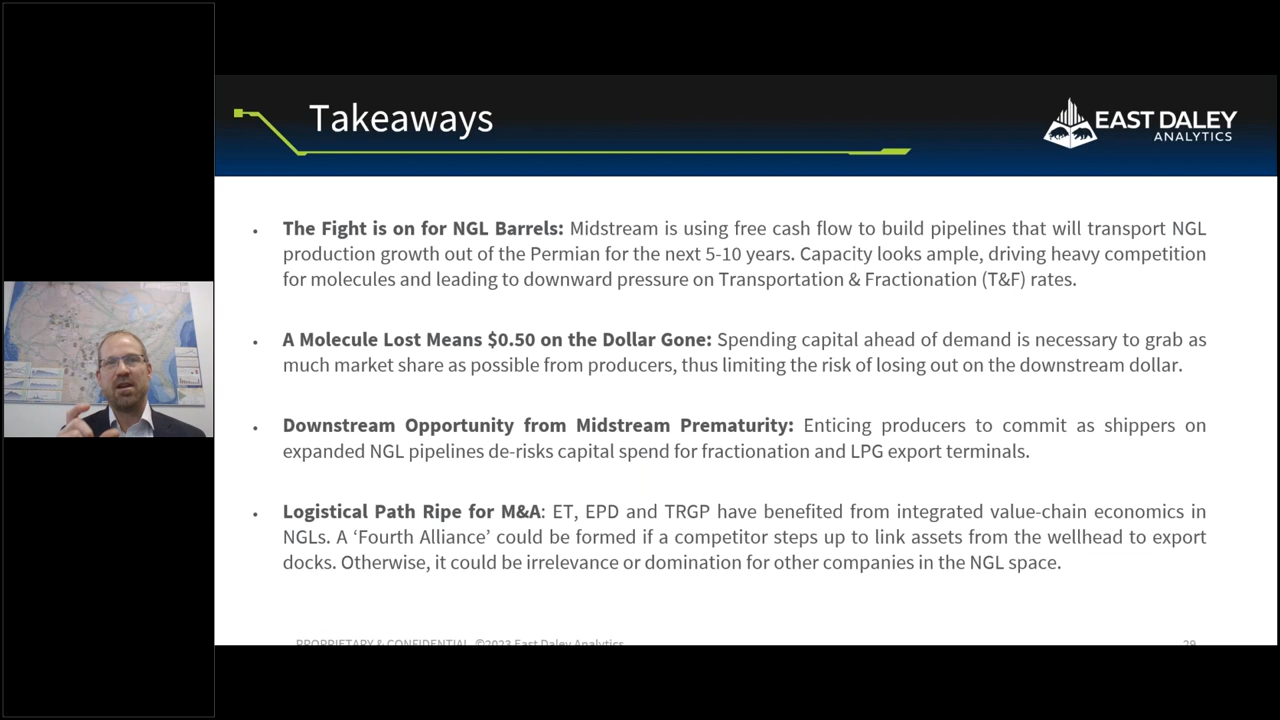 Takeaways
EAST DALEY
ANALYTICS
• The Fight is on for NGL Barrels: Midstream is using free cash flow to build pipelines that will transport NGL
production growth out of the Permian for the next 5-10 years. Capacity looks ample, driving heavy competition
for molecules and leading to downward pressure on Transportation & Fractionation (T&F) rates.
• A Molecule Lost Means $0.50 on the Dollar Gone: Spending capital ahead of demand is necessary to grab as
much market share as possible from producers, thus limiting the risk of losing out on the downstream dollar.
• Downstream Opportunity from Midstream Prematurity: Enticing producers to commit as shippers on
expanded NGL pipelines de-risks capital spend for fractionation and LPG export terminals.
• Logistical Path Ripe for M&A: ET, EPD and TRGP have benefited from integrated value-chain economics in
NGLs. A ‘Fourth Alliance’ could be formed if a competitor steps up to link assets from the wellhead to export
docks. Otherwise, it could be irrelevance or domination for other companies in the NGL space.
PROPRIETARY & CONFIDENTIAL ©2023 East Daley Analytics
29